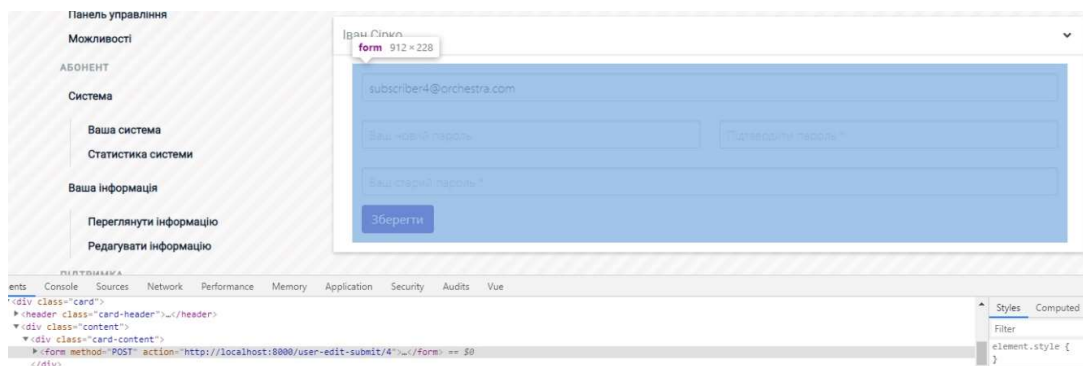 Панель управління
Можливості
АБОНЕНТ
Система
Ваша система
Статистика системи
Ваша інформація
Переглянути інформацію
Редагувати інформацію
ПІДТРИМКА
Іван Сірко
form 912 × 228
subscriber4@orchestra.com
Ваш новий пароль
Підтвердіть пароль *
Ваш старий пароль *
Зберегти
ents Console Sources Network Performance Memory Application Security Audits Vue
<div class="card">
<header class="card-header">…</header>
<div class="content">
<div class="card-content">
<form method="POST" action="http://localhost:8000/user-edit-submit/4">…</form> == $0
</div>
Styles Computed
Filter
element.style {
}